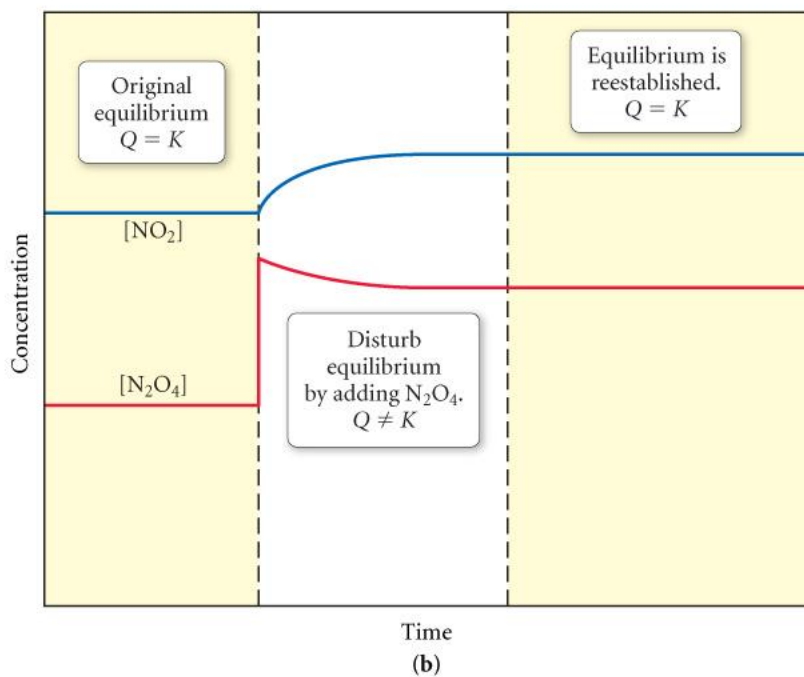 Original
equilibrium
Q = K
Equilibrium is
reestablished.
Q = K
[NO₂]
[N₂O₄]
Disturb
equilibrium
by adding N₂O₄.
Q ≠ K
Concentration
Time
(b)